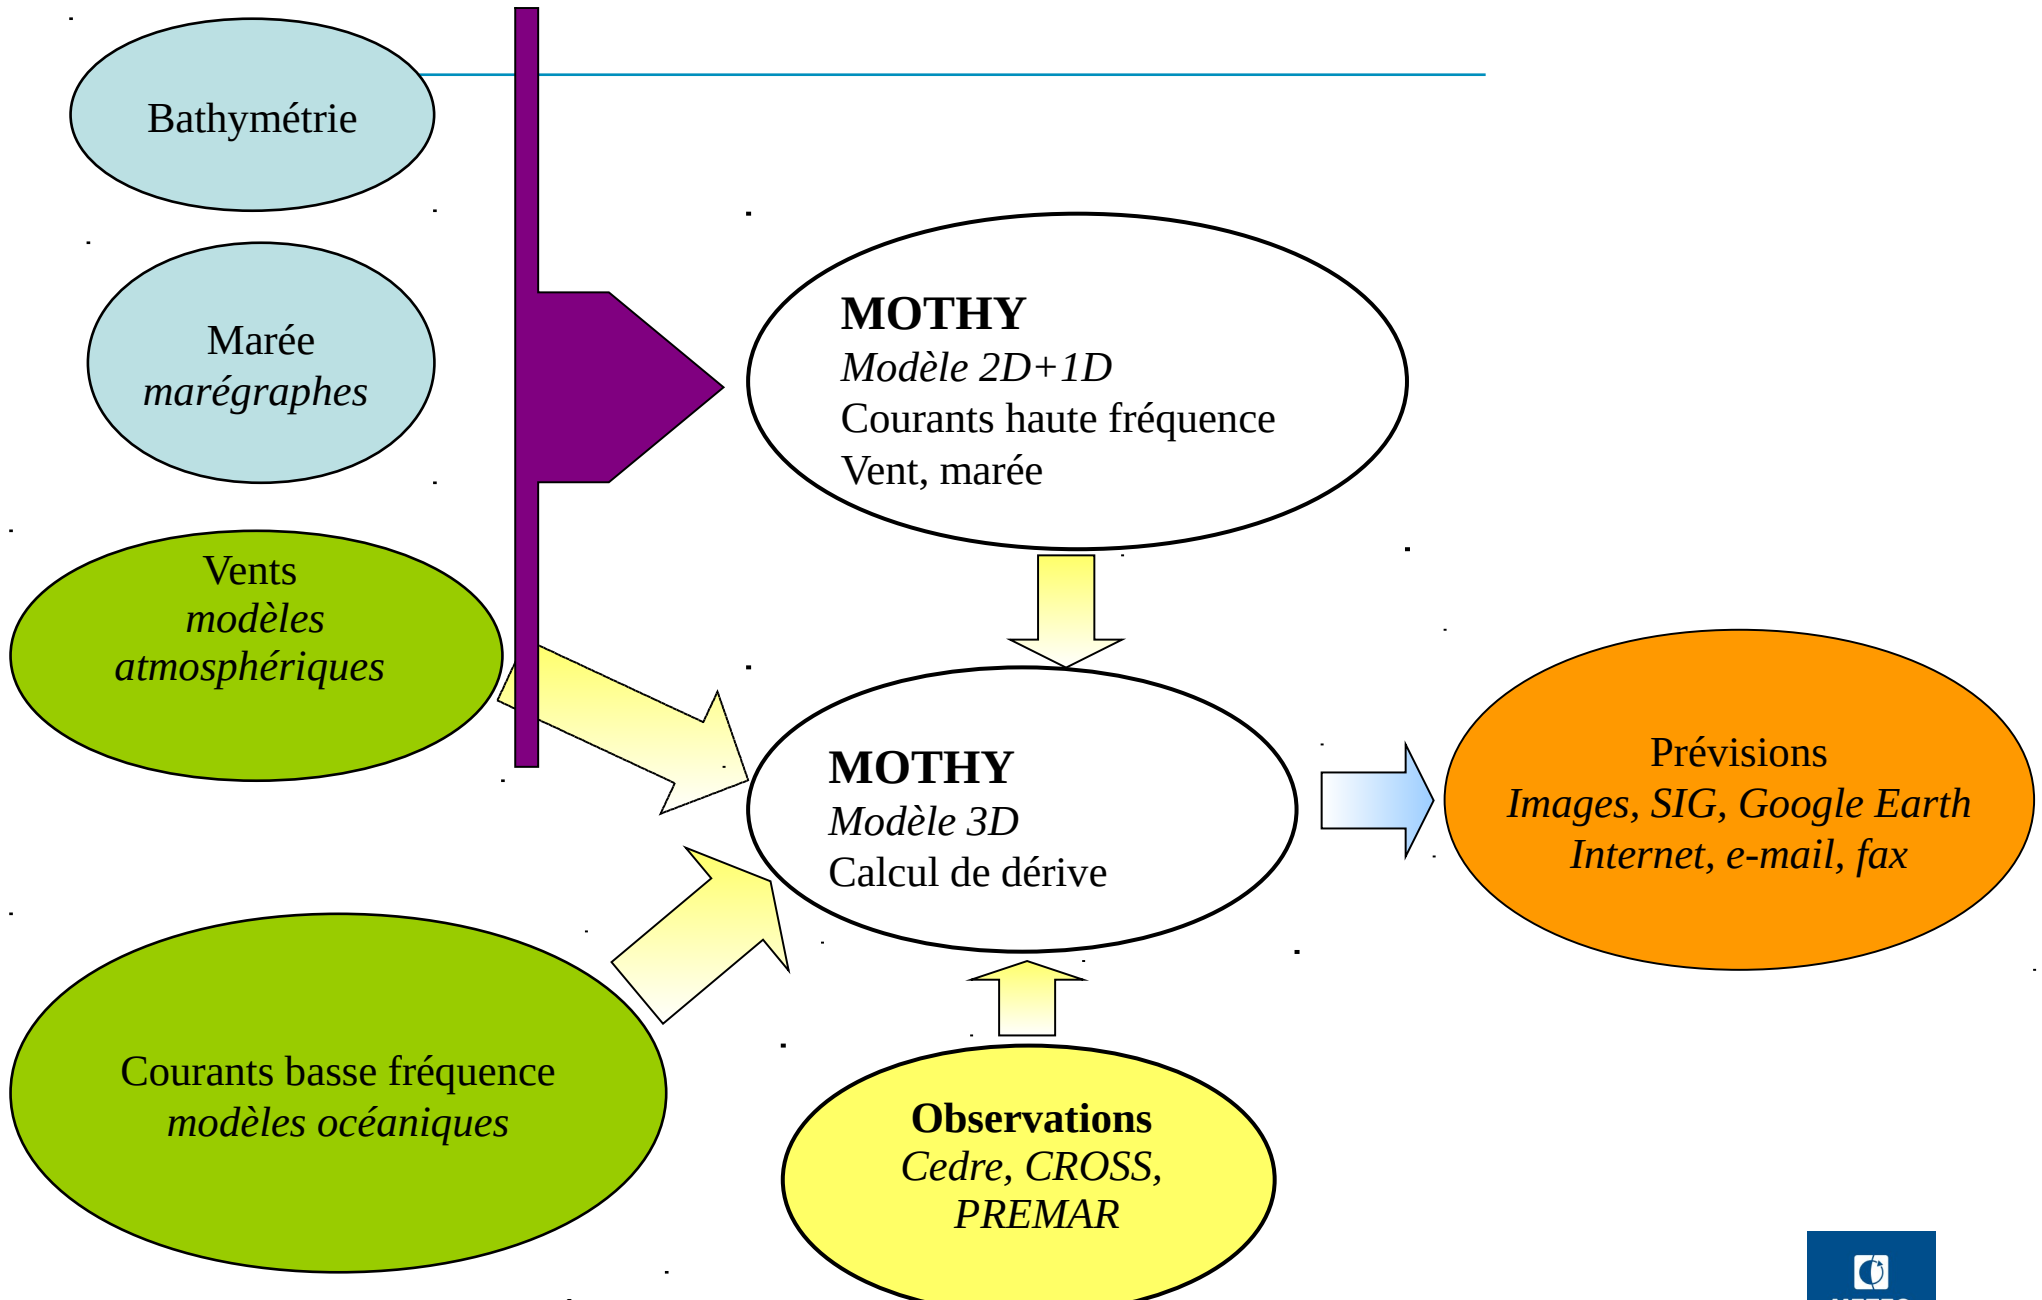 Bathymétrie
Marée
marégraphes
Vents
modèles
atmosphériques
Courants basse fréquence
modèles océaniques
MOTHY
Modèle 2D+1D
Courants haute fréquence
Vent, marée
MOTHY
Modèle 3D
Calcul de dérive
Observations
Cedre, CROSS,
PREMAR
Prévisions
Images, SIG, Google Earth
Internet, e-mail, fax